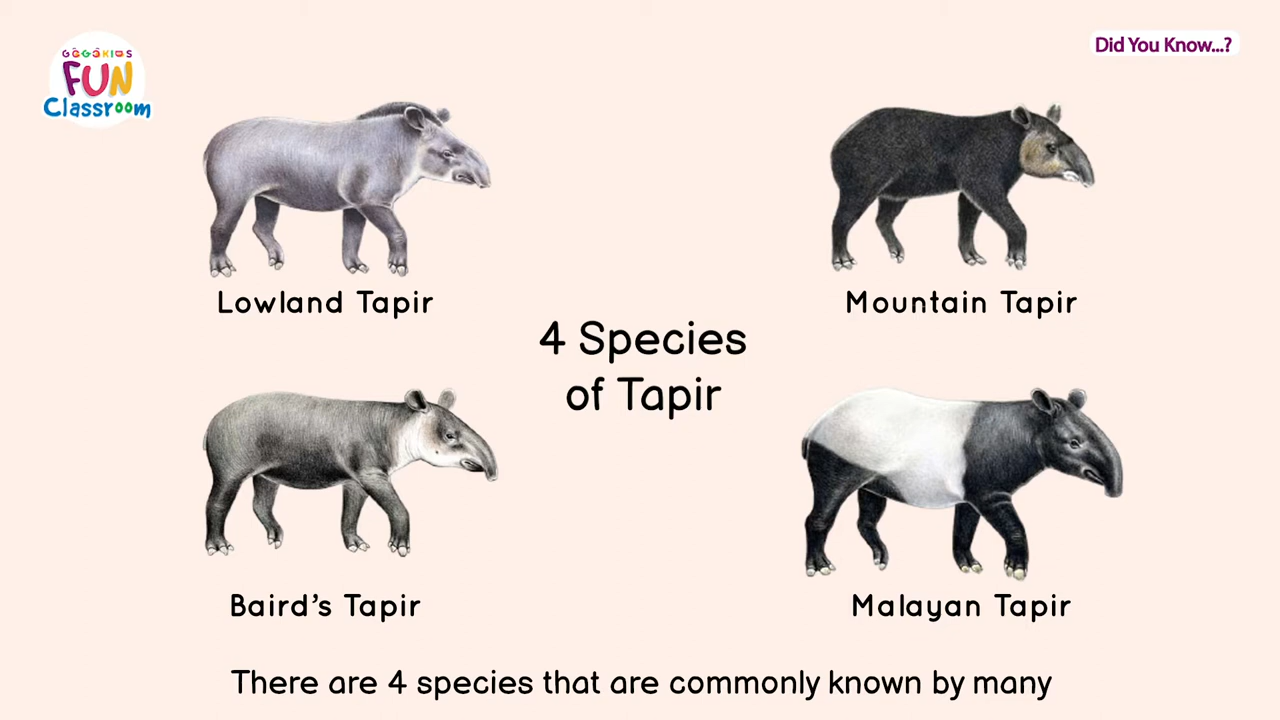 GOGOKIDS
FUN
Classroom
Did You Know...?
Lowland Tapir
Mountain Tapir
4 Species
of Tapir
Baird's Tapir
Malayan Tapir
There are 4 species that are commonly known by many